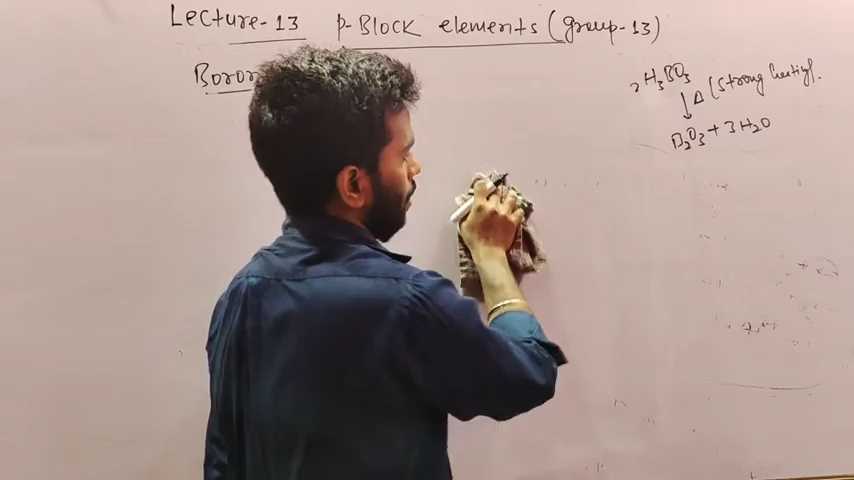 Lecture-13 p-Block elements (group-13)
Boron
2 H3BO3
Δ (Strong heating).
B2O3 + 3H2O